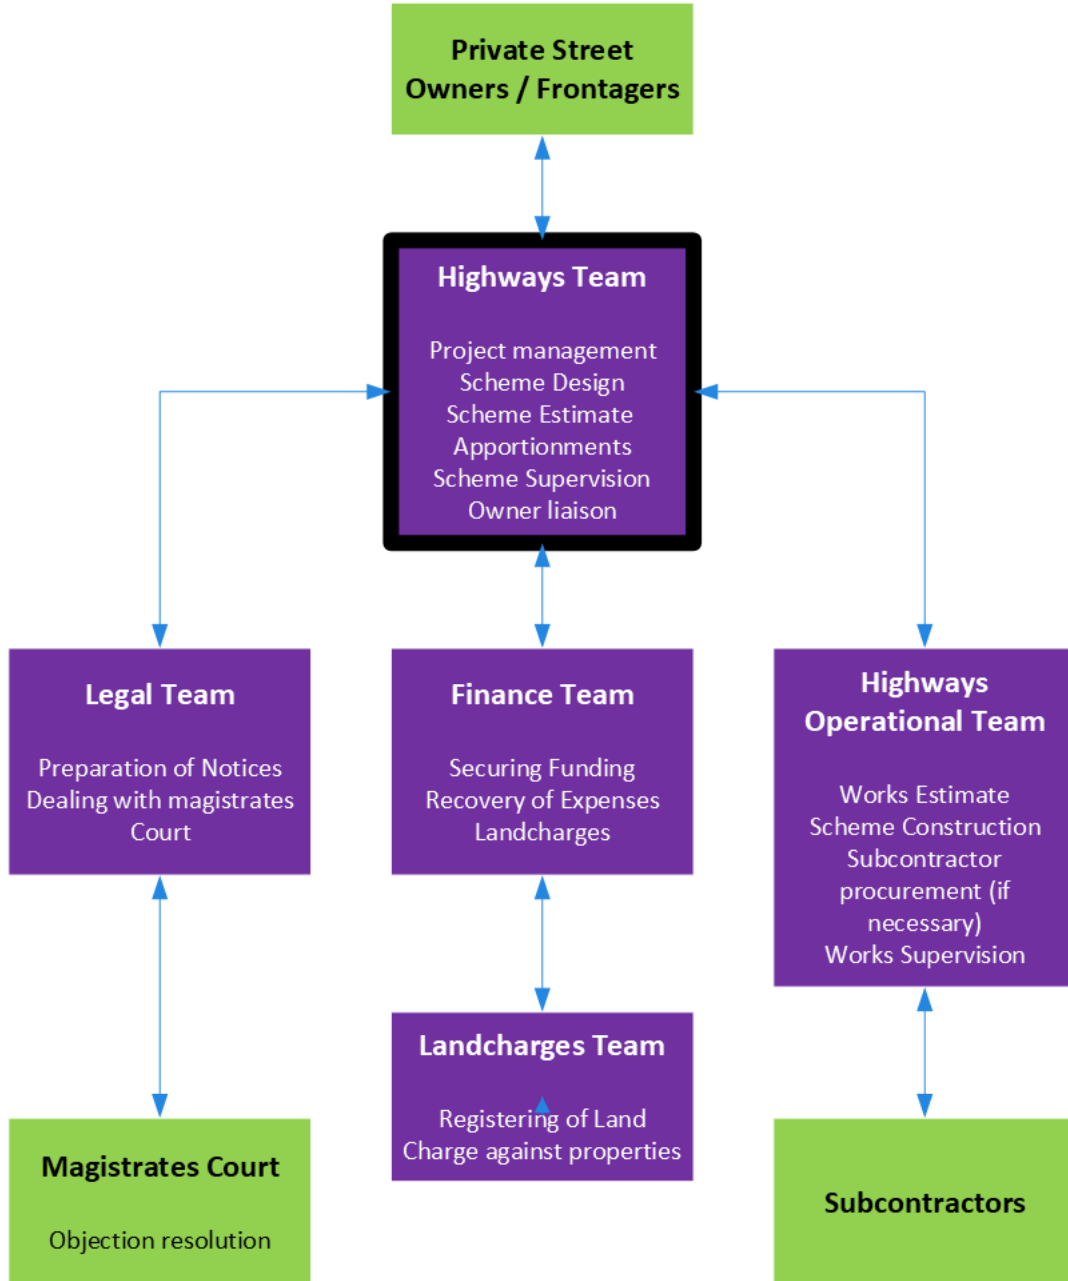 Private Street
Owners / Frontagers
Highways Team
Project management
Scheme Design
Scheme Estimate
Apportionments
Scheme Supervision
Owner liaison
Legal Team
Preparation of Notices
Dealing with magistrates
Court
Finance Team
Securing Funding
Recovery of Expenses
Landcharges
Highways
Operational Team
Works Estimate
Scheme Construction
Subcontractor
procurement (if
necessary)
Works Supervision
Landcharges Team
Registering of Land
Charge against properties
Magistrates Court
Objection resolution
Subcontractors